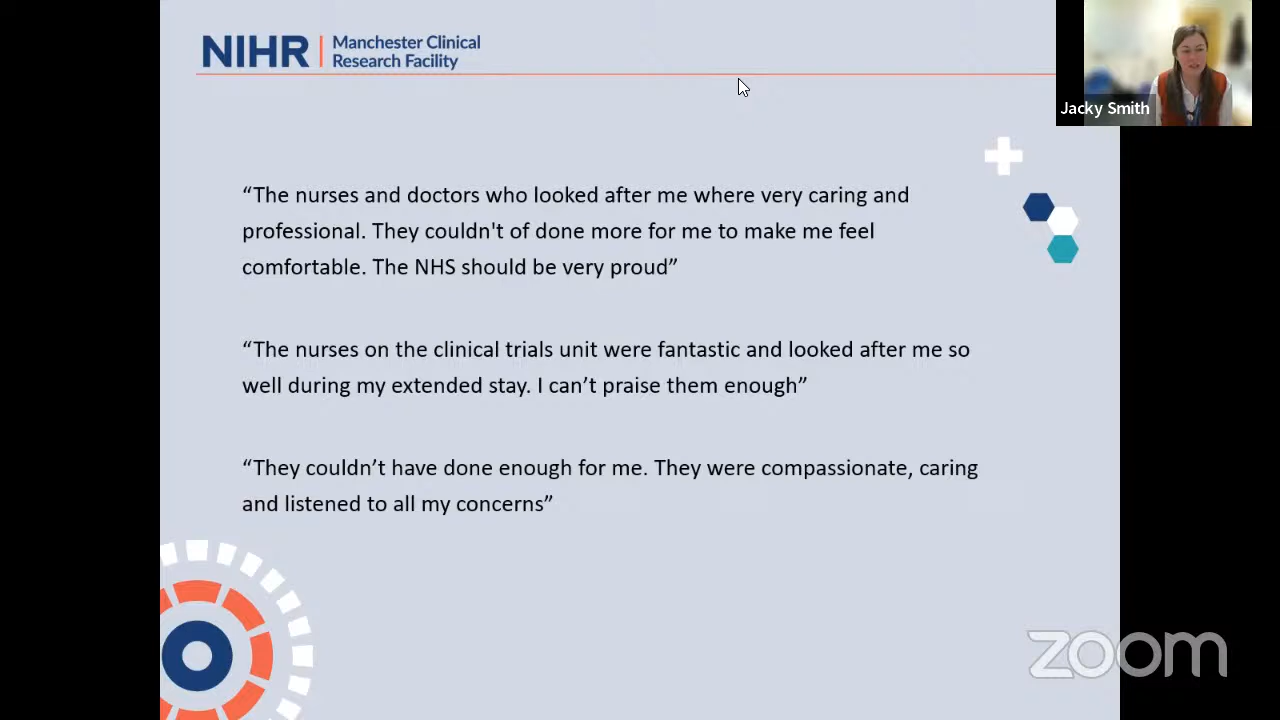 NIHR | Manchester Clinical
Research Facility
Jacky Smith
“The nurses and doctors who looked after me where very caring and
professional. They couldn't of done more for me to make me feel
comfortable. The NHS should be very proud”
“The nurses on the clinical trials unit were fantastic and looked after me so
well during my extended stay. I can’t praise them enough”
“They couldn’t have done enough for me. They were compassionate, caring
and listened to all my concerns”
zoom